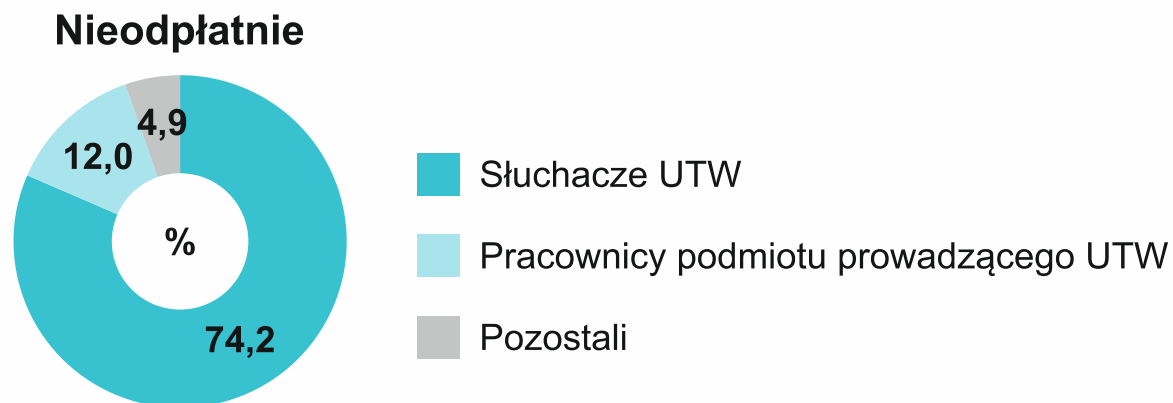 Nieodpłatnie
4,9
12,0
%
74,2
Słuchacze UTW
Pracownicy podmiotu prowadzącego UTW
Pozostali